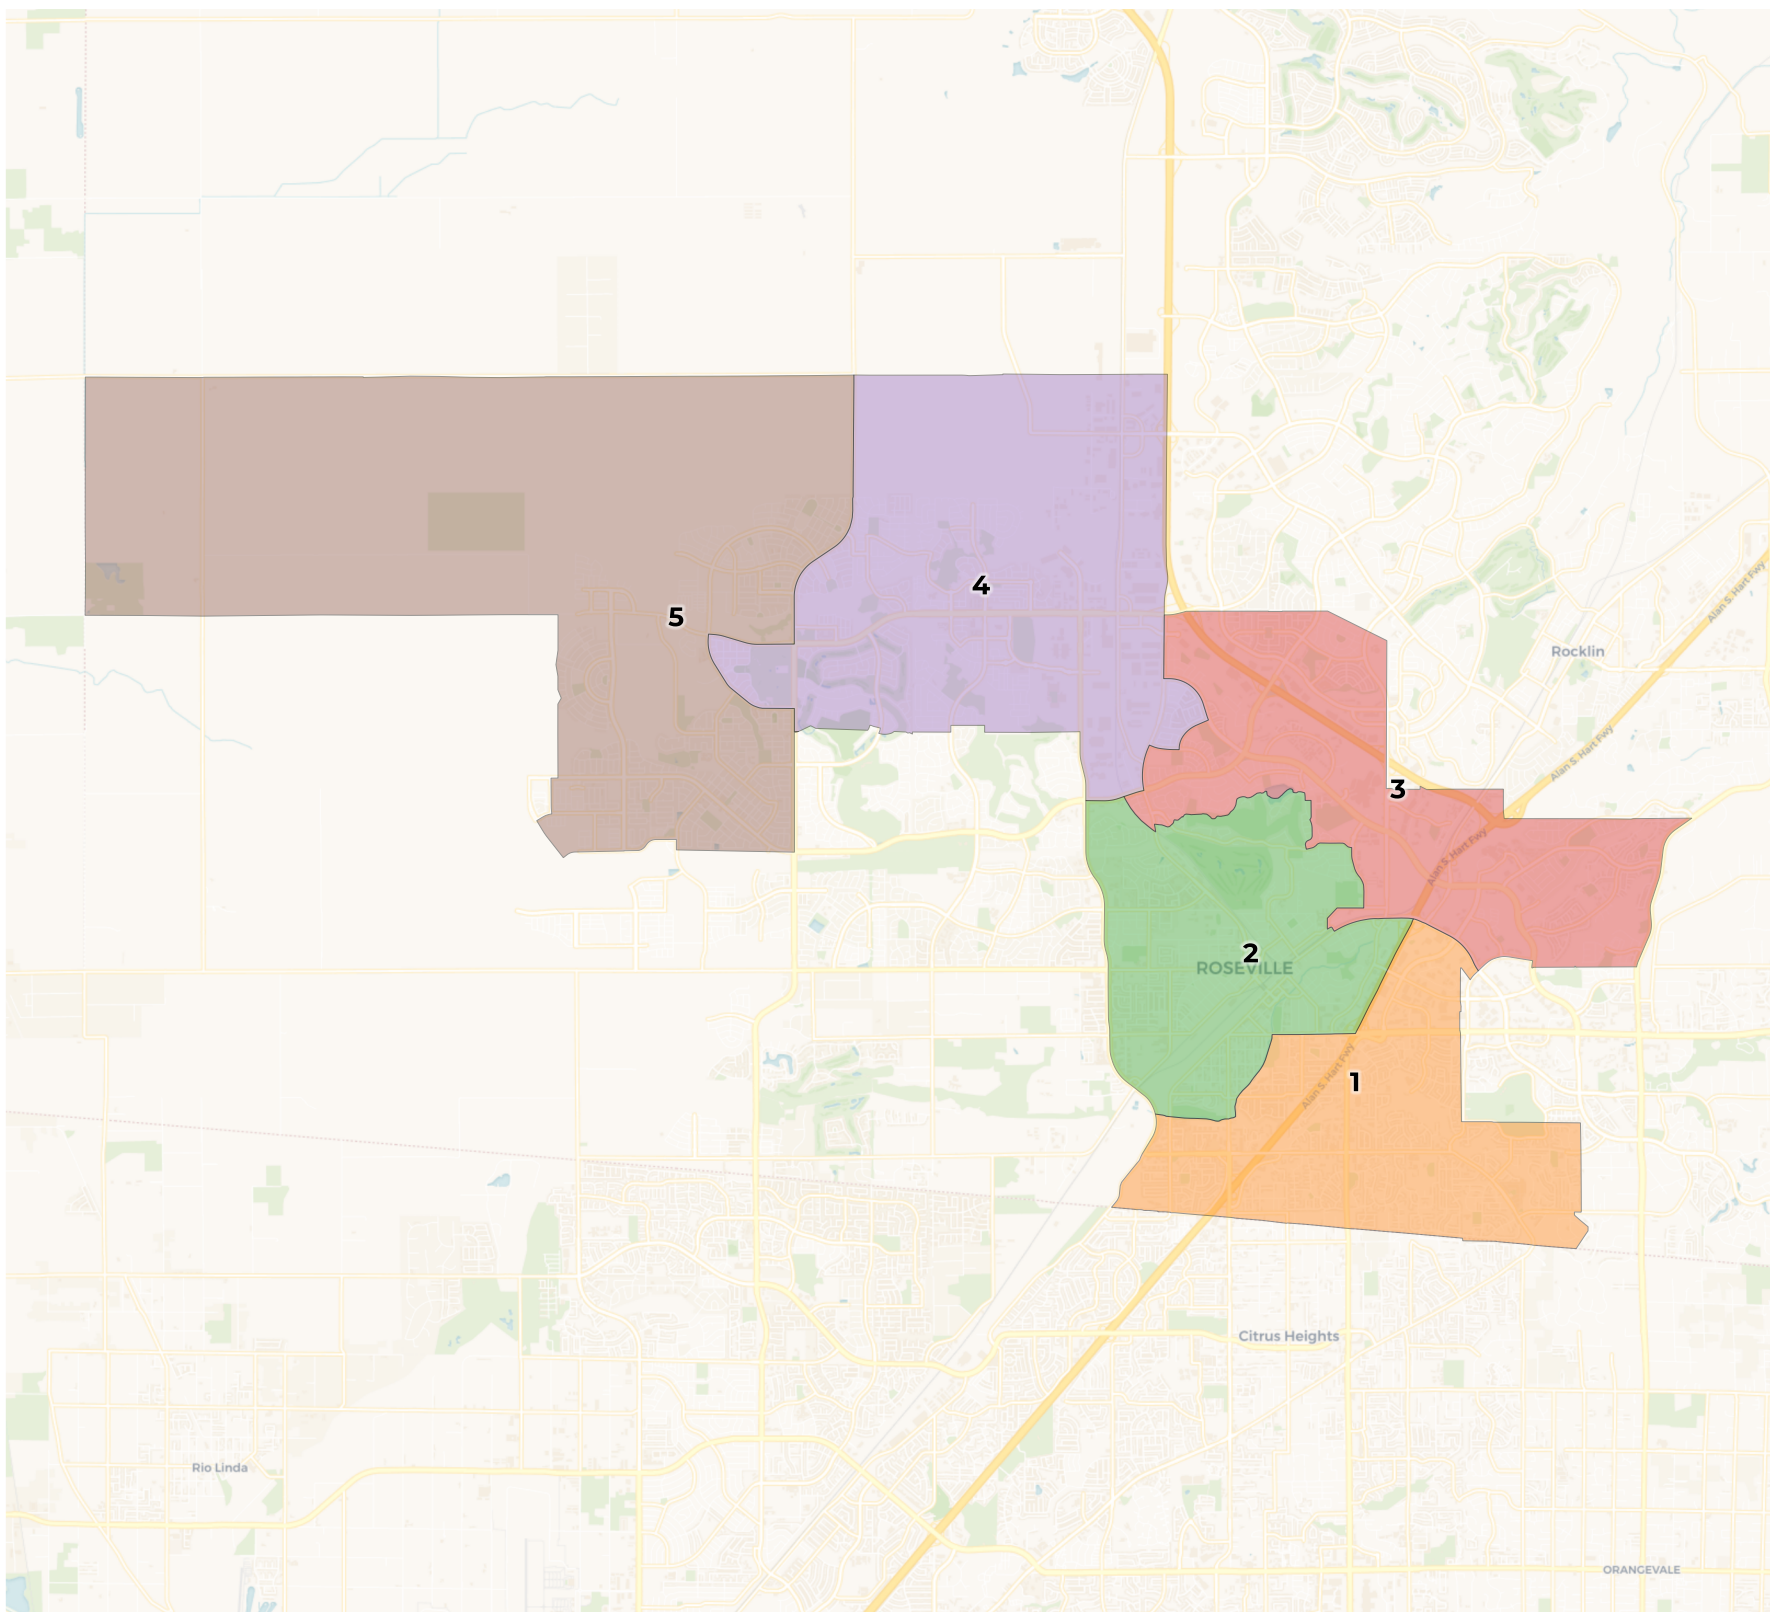 Alan S. Hart Fwy
4
5
Rocklin
Alan S. Hart Fwy
3
Alan S. Hart Fwy
2
ROSEVILLE
Alan S. Hart Fwy
1
Citrus Heights
Rio Linda
ORANGEVALE